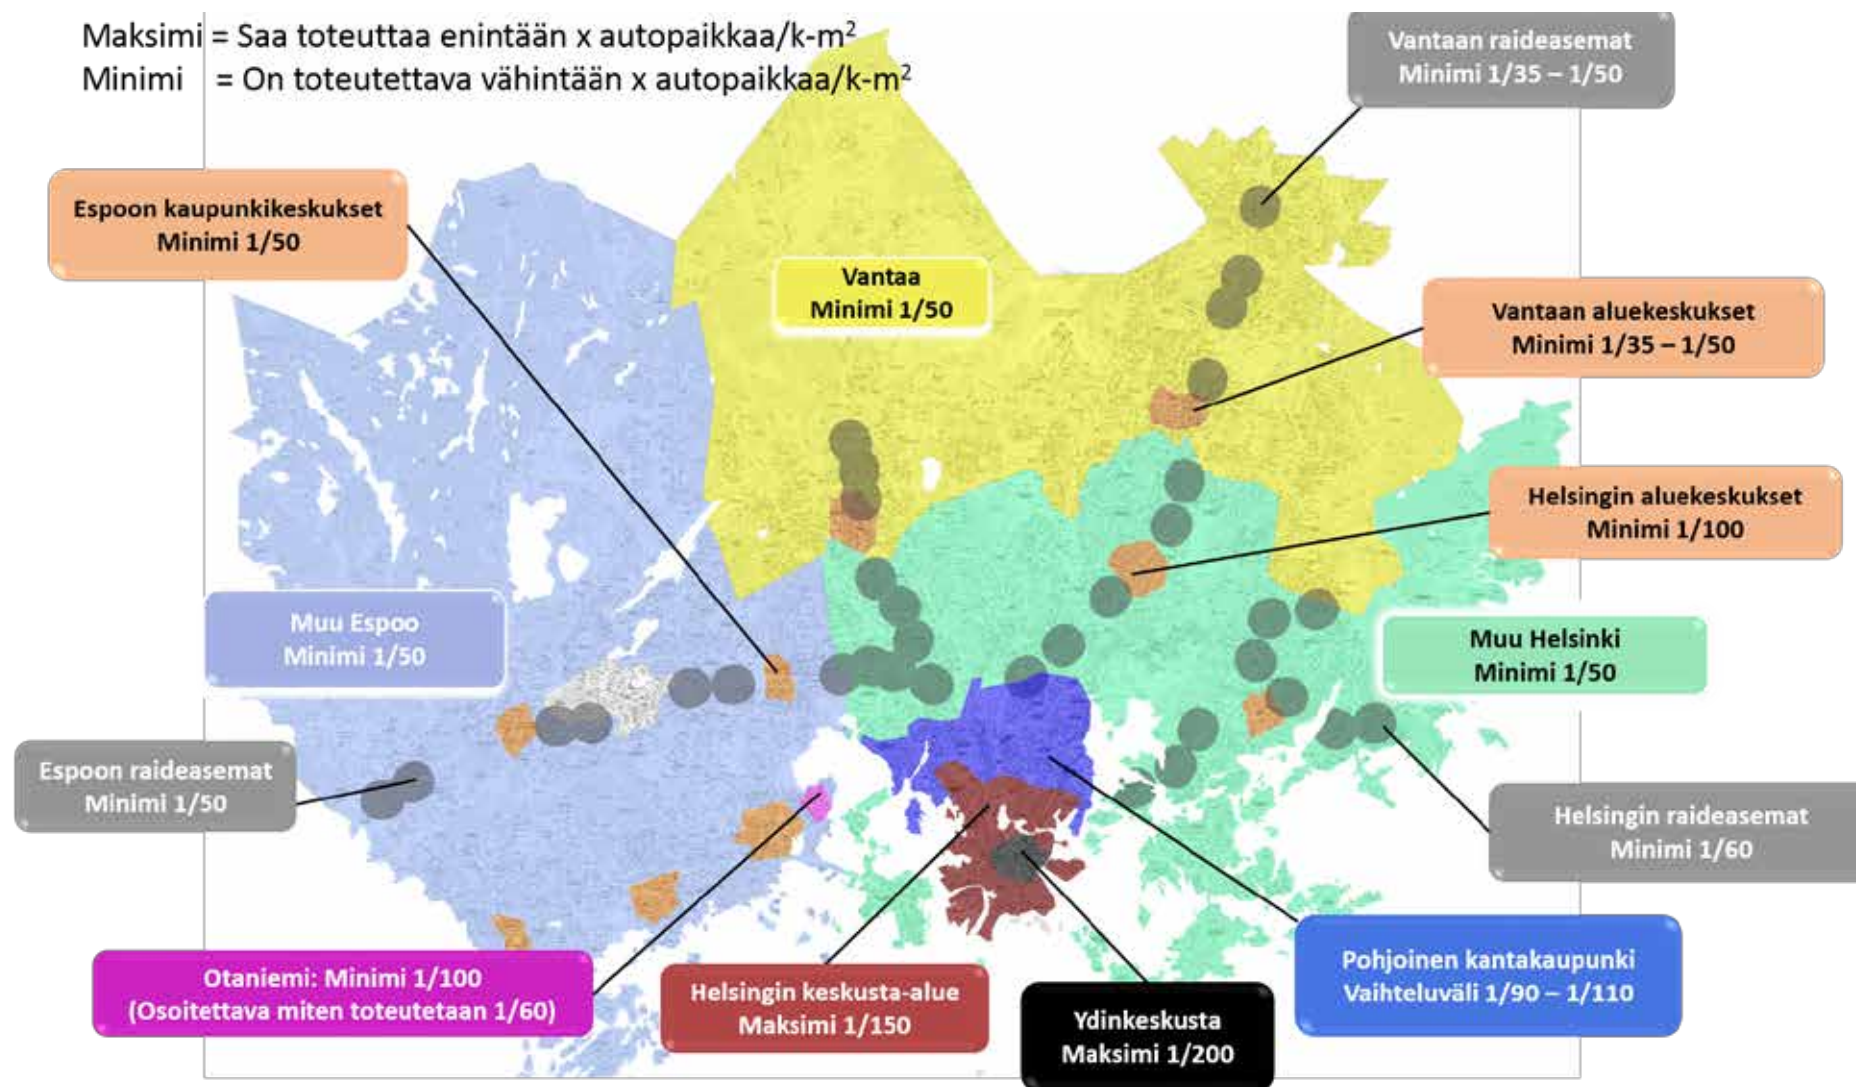 Maksimi = Saa toteuttaa enintään x autopaikkaa/k-m²
Minimi = On toteutettava vähintään x autopaikkaa/k-m²
Vantaan raideasemat
Minimi 1/35 – 1/50
Espoon kaupunkikeskukset
Minimi 1/50
Vantaa
Minimi 1/50
Vantaan aluekeskukset
Minimi 1/35 – 1/50
Helsingin aluekeskukset
Minimi 1/100
Muu Espoo
Minimi 1/50
Muu Helsinki
Minimi 1/50
Espoon raideasemat
Minimi 1/50
Helsingin raideasemat
Minimi 1/60
Otaniemi: Minimi 1/100
(Osoitettava miten toteutetaan 1/60)
Helsingin keskusta-alue
Maksimi 1/150
Ydinkeskusta
Maksimi 1/200
Pohjoinen kantakaupunki
Vaihteluväli 1/90 – 1/110